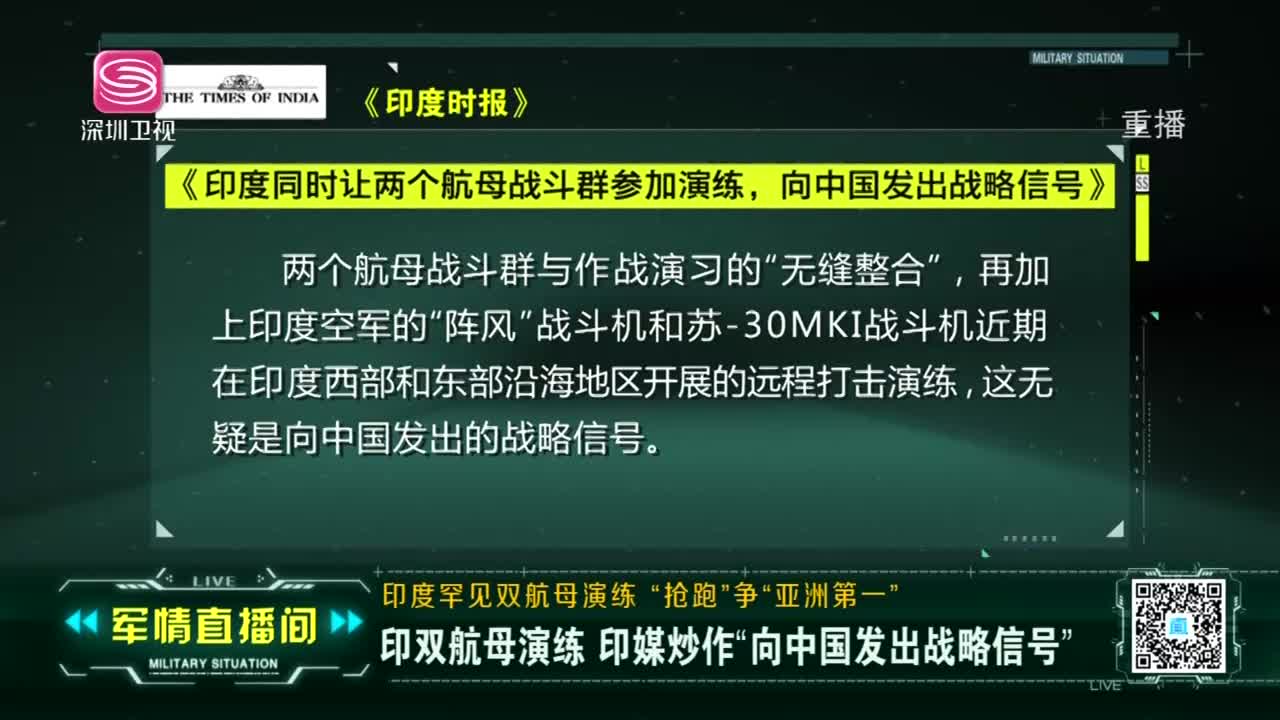 MILITARY SITUATION
THE TIMES OF INDIA
《印度时报》
深圳卫视
重播
L
SS
《印度同时让两个航母战斗群参加演练，向中国发出战略信号》
两个航母战斗群与作战演习的“无缝整合”，再加
上印度空军的“阵风”战斗机和苏-30MKI战斗机近期
在印度西部和东部沿海地区开展的远程打击演练，这无
疑是向中国发出的战略信号。
LIVE
军情直播间
MILITARY SITUATION
印度罕见双航母演练 “抢跑”争“亚洲第一”
印双航母演练 印媒炒作“向中国发出战略信号”
LIVE